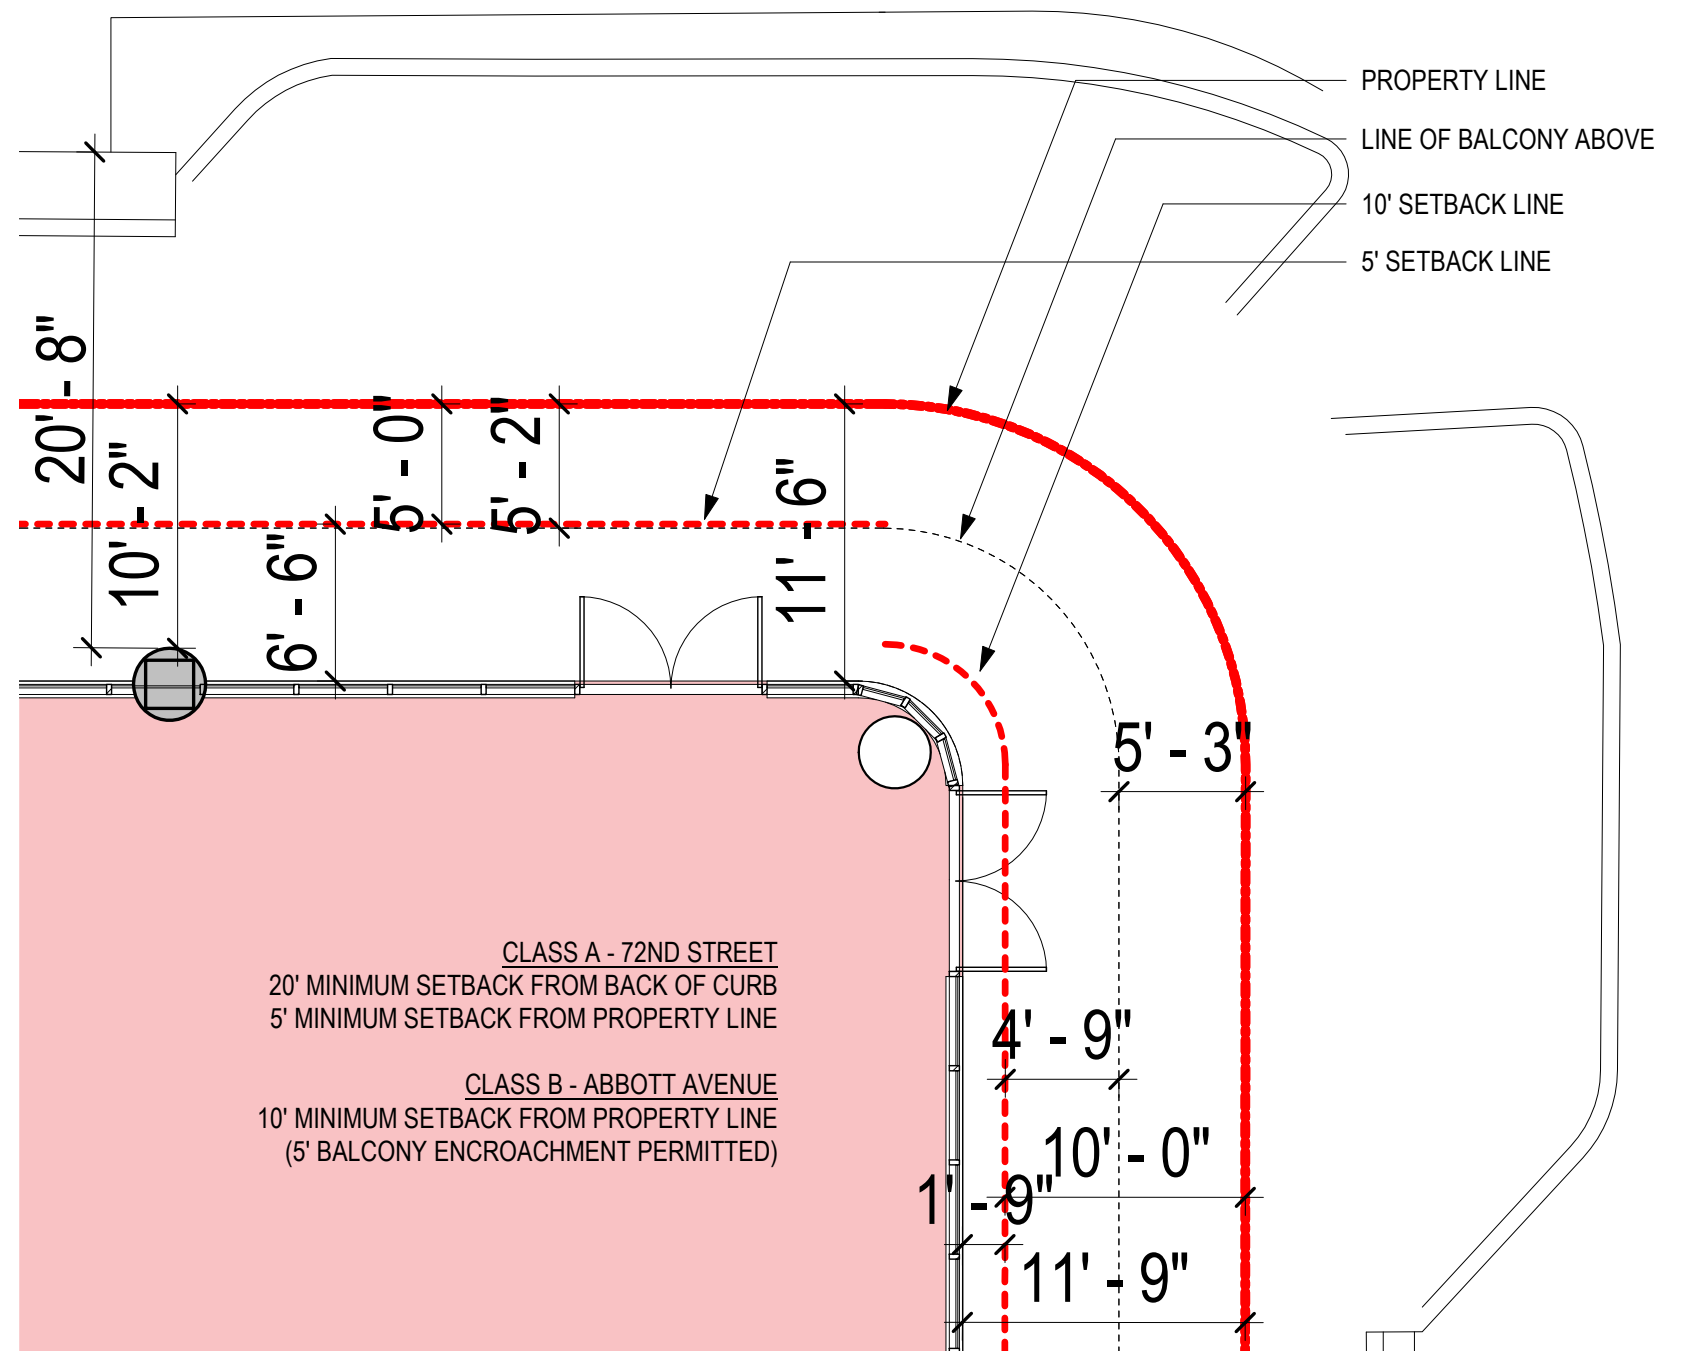 PROPERTY LINE
LINE OF BALCONY ABOVE
10' SETBACK LINE
5' SETBACK LINE
20' - 8"
10' - 2"
6' - 6"
5' - 0"
5' - 2"
11' - 6"
5' - 3"
CLASS A - 72ND STREET
20' MINIMUM SETBACK FROM BACK OF CURB
5' MINIMUM SETBACK FROM PROPERTY LINE
CLASS B - ABBOTT AVENUE
10' MINIMUM SETBACK FROM PROPERTY LINE
(5' BALCONY ENCROACHMENT PERMITTED)
4' - 9"
10' - 0"
1' - 9"
11' - 9"